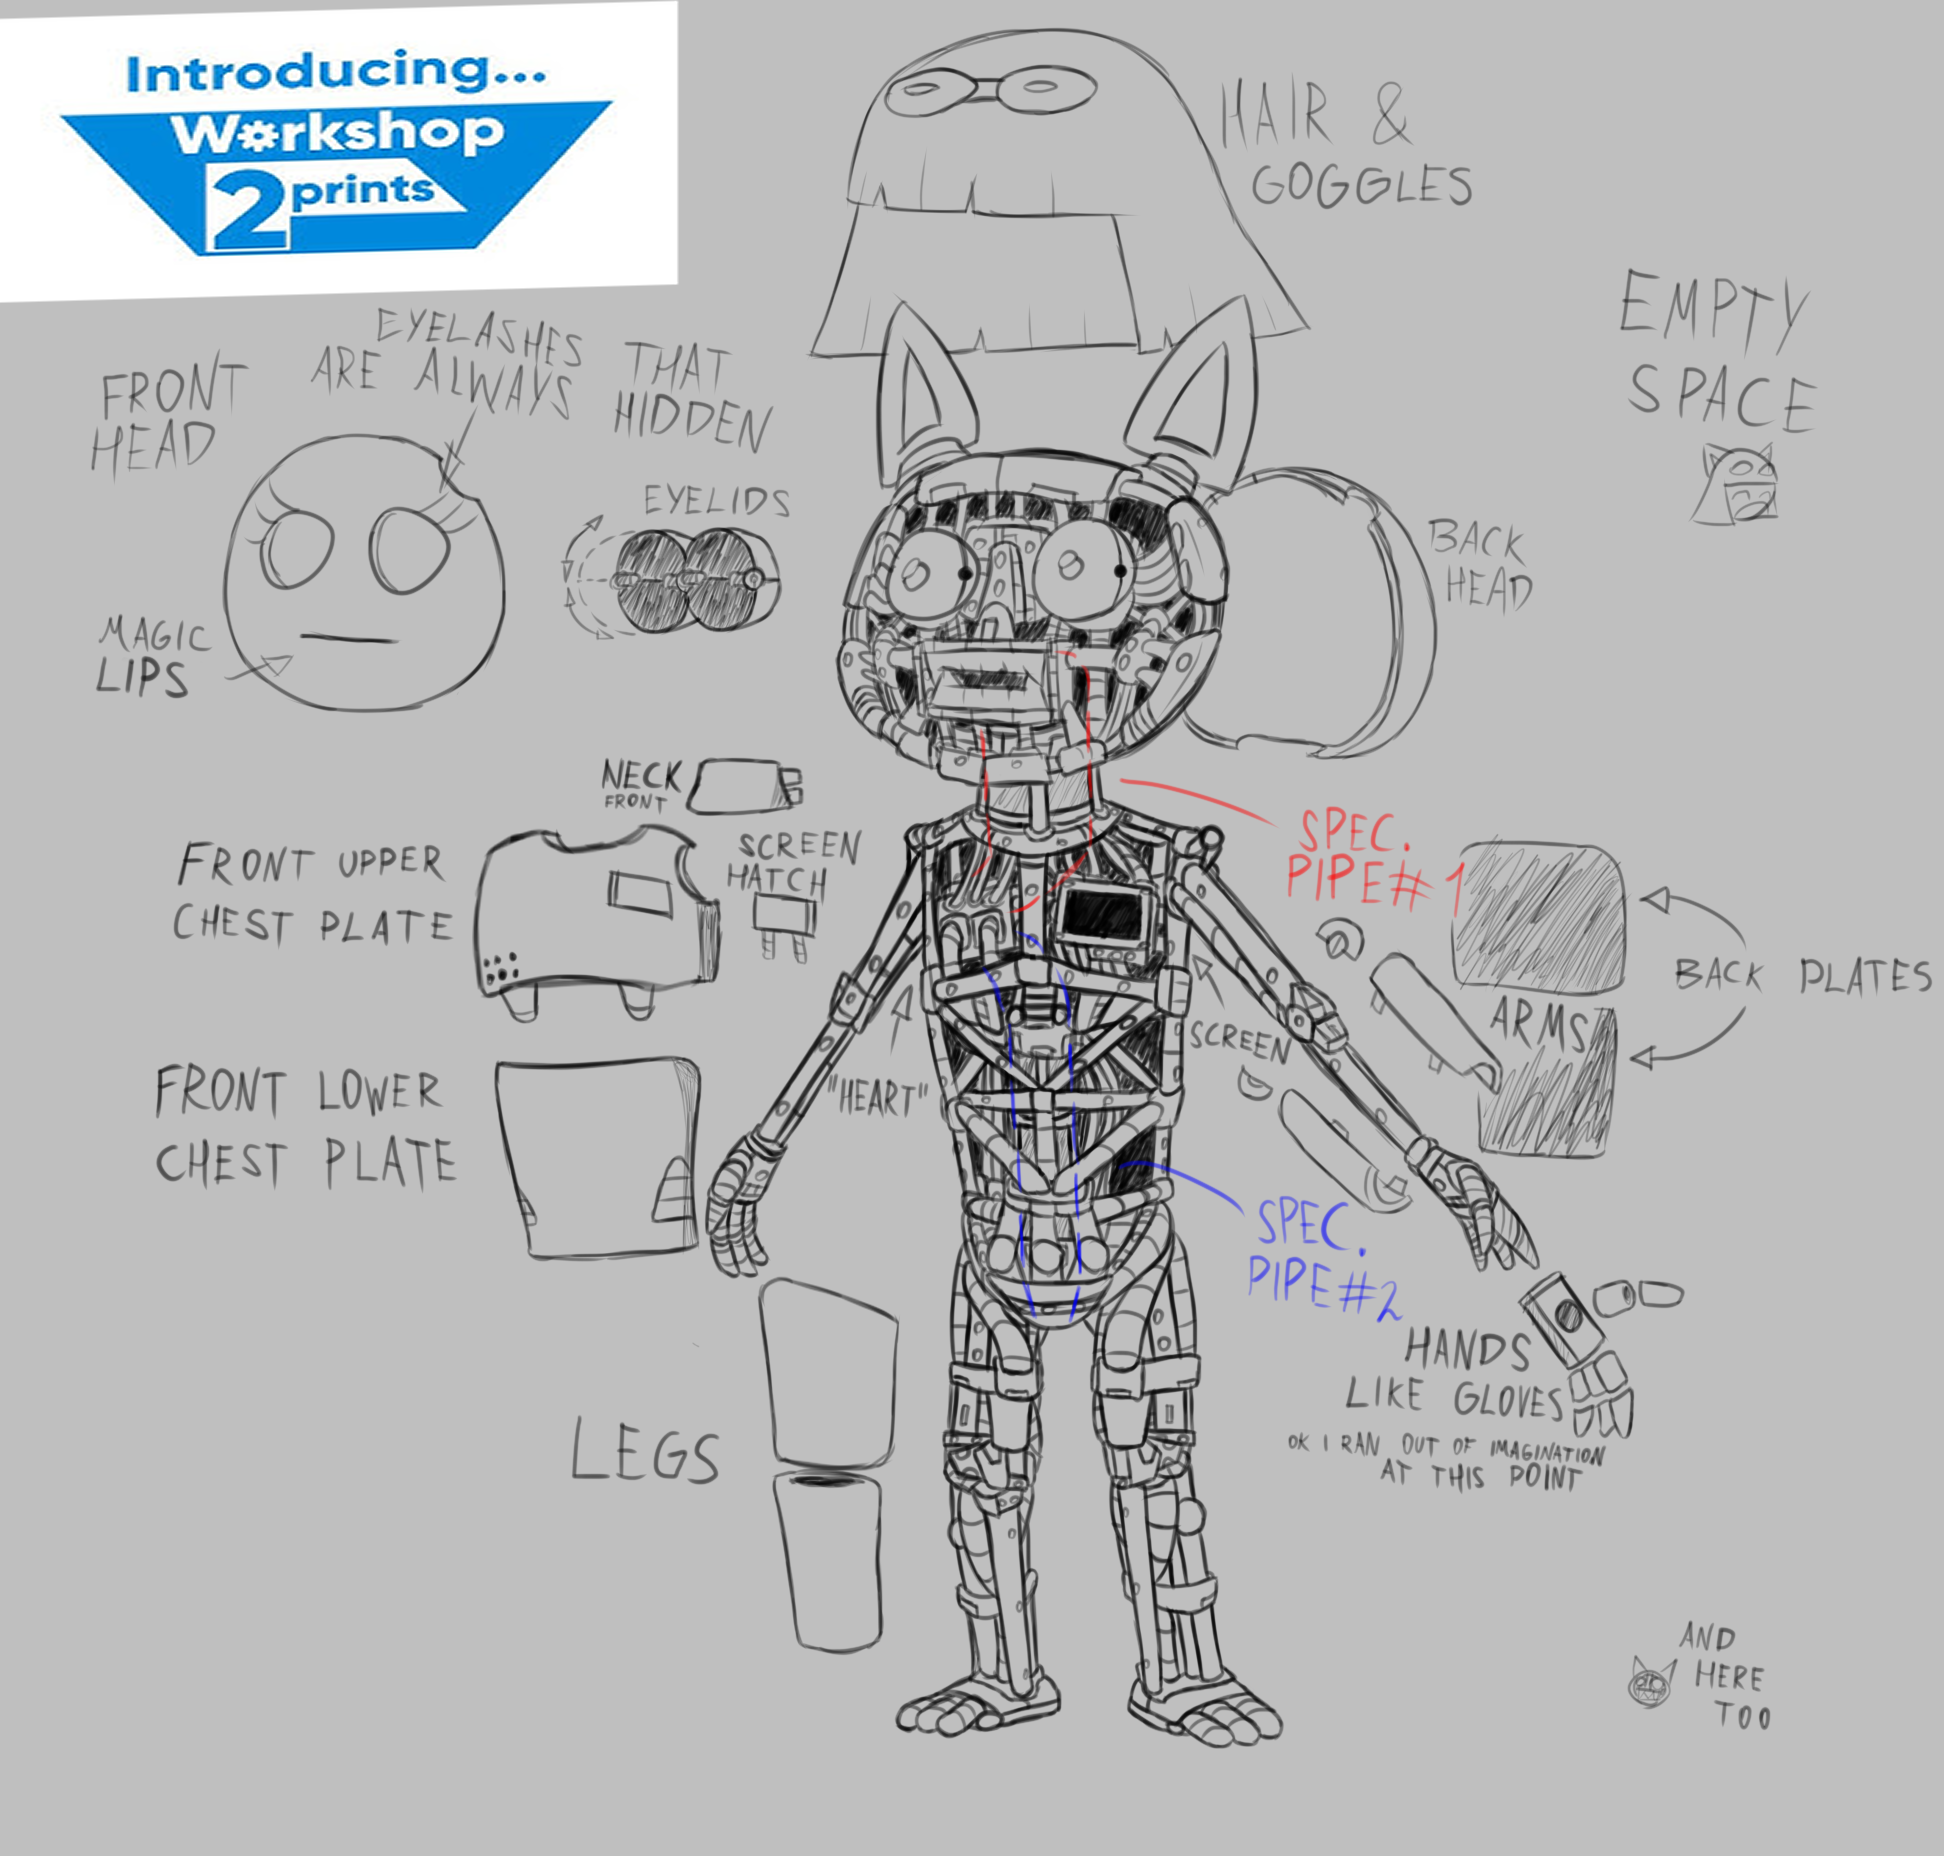 Introducing...
Workshop
2prints
HAIR &
GOGGLES
EMPTY
SPACE
FRONT
HEAD
EYELASHES THAT
ARE ALWAYS HIDDEN
EYELIDS
MAGIC
LIPS
BACK
HEAD
NECK
FRONT
FRONT UPPER
CHEST PLATE
SCREEN
HATCH
SPEC.
PIPE#1
BACK PLATES
ARMS
SCREEN
"HEART"
FRONT LOWER
CHEST PLATE
SPEC.
PIPE#2
HANDS
LIKE GLOVES
OK I RAN OUT OF IMAGINATION
AT THIS POINT
LEGS
AND
HERE
TOO